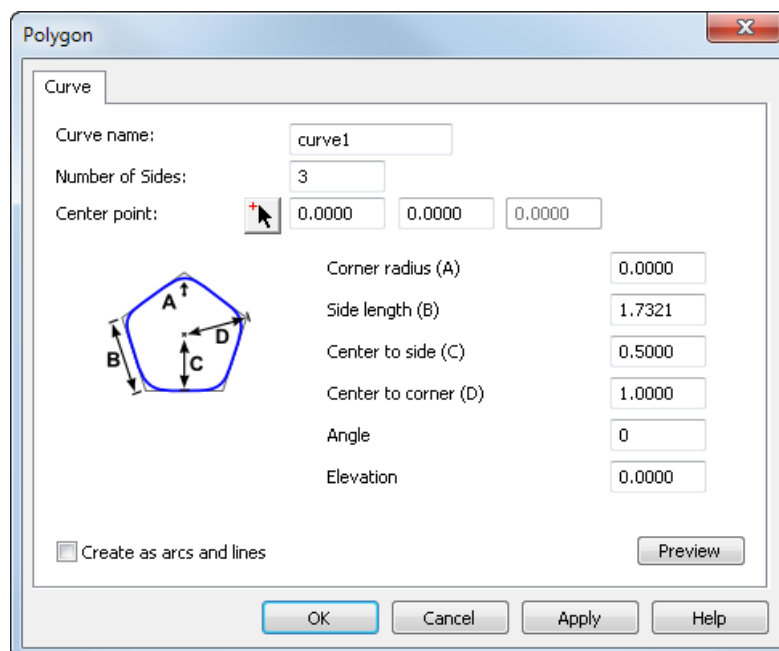 Polygon
Curve
Curve name: curve1
Number of Sides: 3
Center point: 0.0000 0.0000 0.0000
Corner radius (A) 0.0000
Side length (B) 1.7321
Center to side (C) 0.5000
Center to corner (D) 1.0000
Angle 0
Elevation 0.0000
A
B
C
D
Create as arcs and lines
Preview
OK Cancel Apply Help